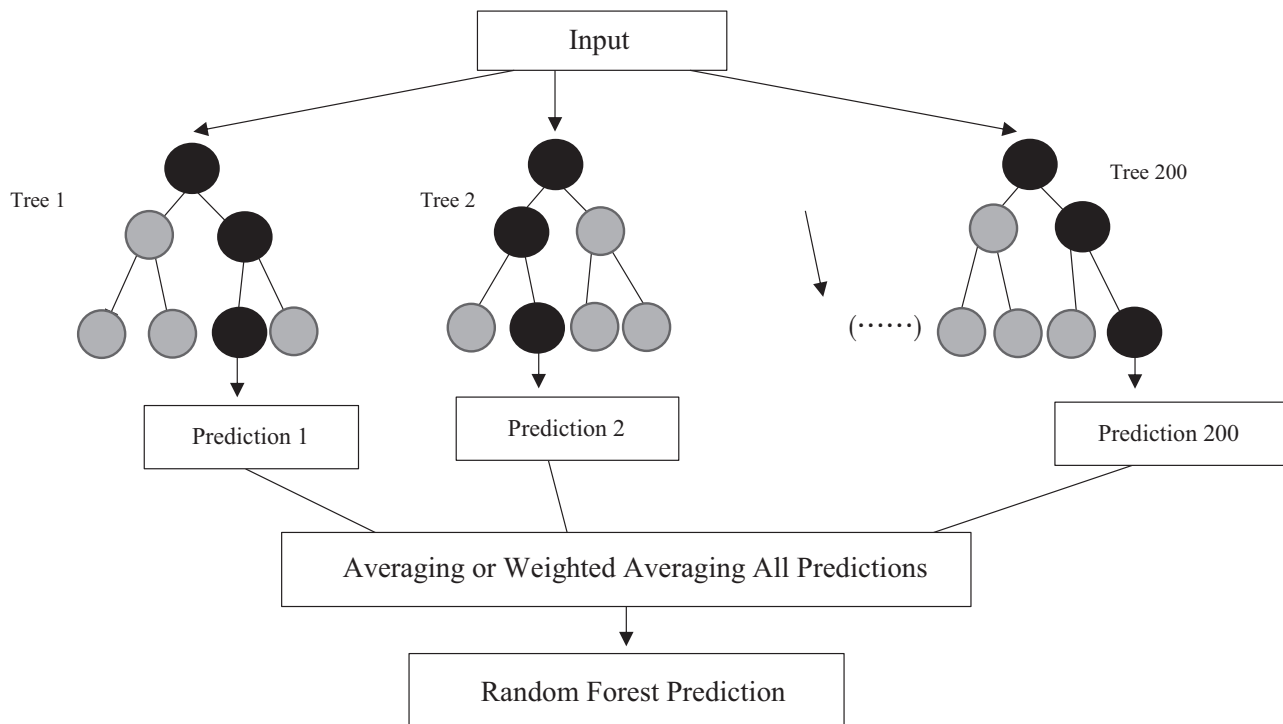 Input
Tree 1
Tree 2
Tree 200
(······)
Prediction 1
Prediction 2
Prediction 200
Averaging or Weighted Averaging All Predictions
Random Forest Prediction